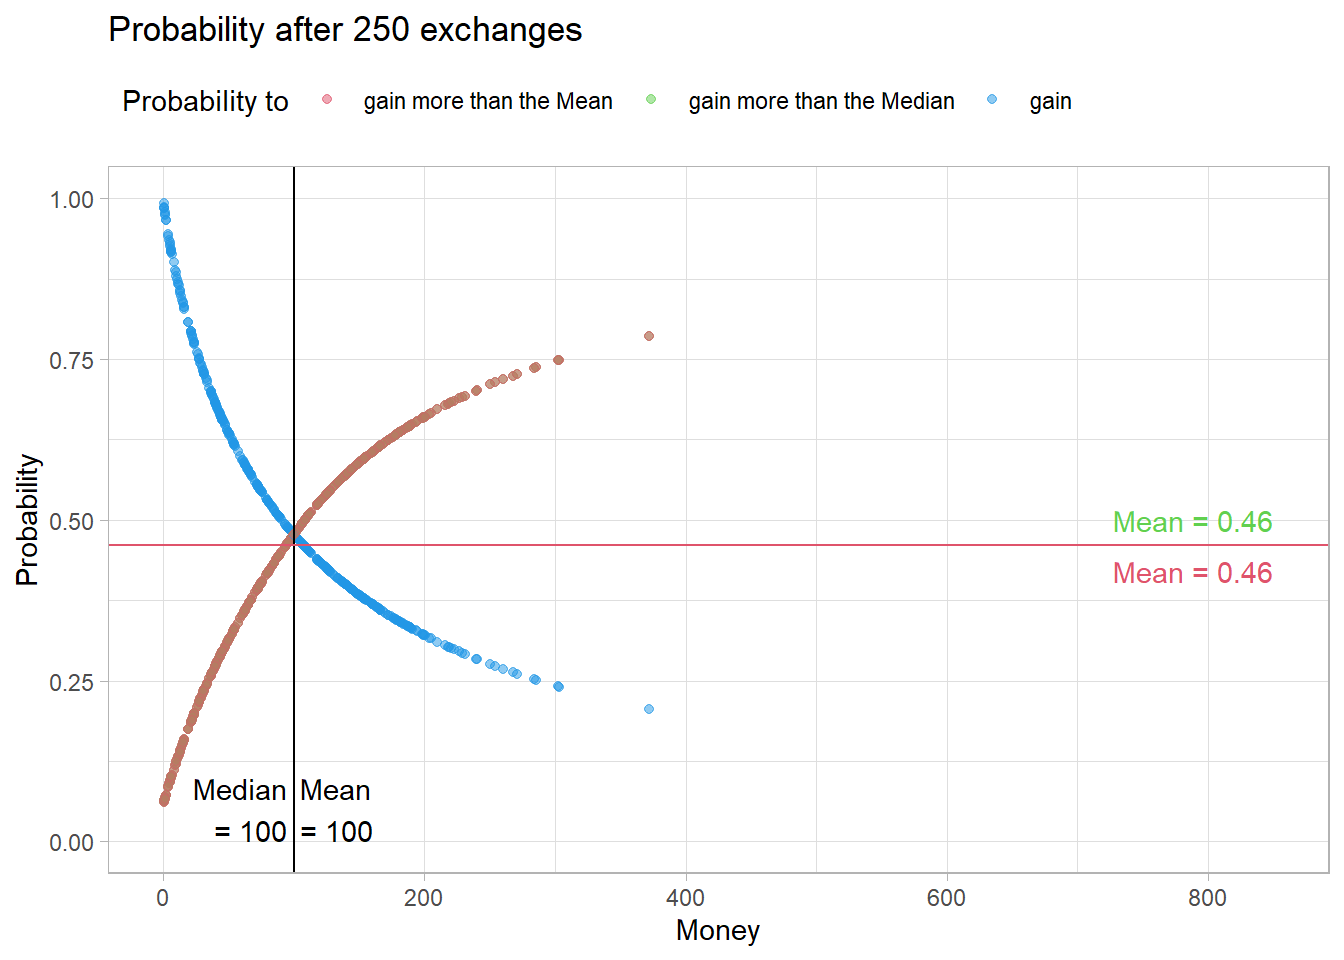 Probability after 250 exchanges
Probability to gain more than the Mean gain more than the Median gain
1.00
0.75
0.50
0.25
0.00
Probability
Mean = 0.46
Mean = 0.46
Median Mean
= 100 = 100
0 200 400 600 800
Money